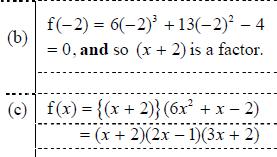 (b) f(−2) = 6(−2)³ + 13(−2)² − 4
= 0, and so (x + 2) is a factor.
(c) f(x) = {(x + 2)}(6x² + x − 2)
= (x + 2)(2x − 1)(3x + 2)